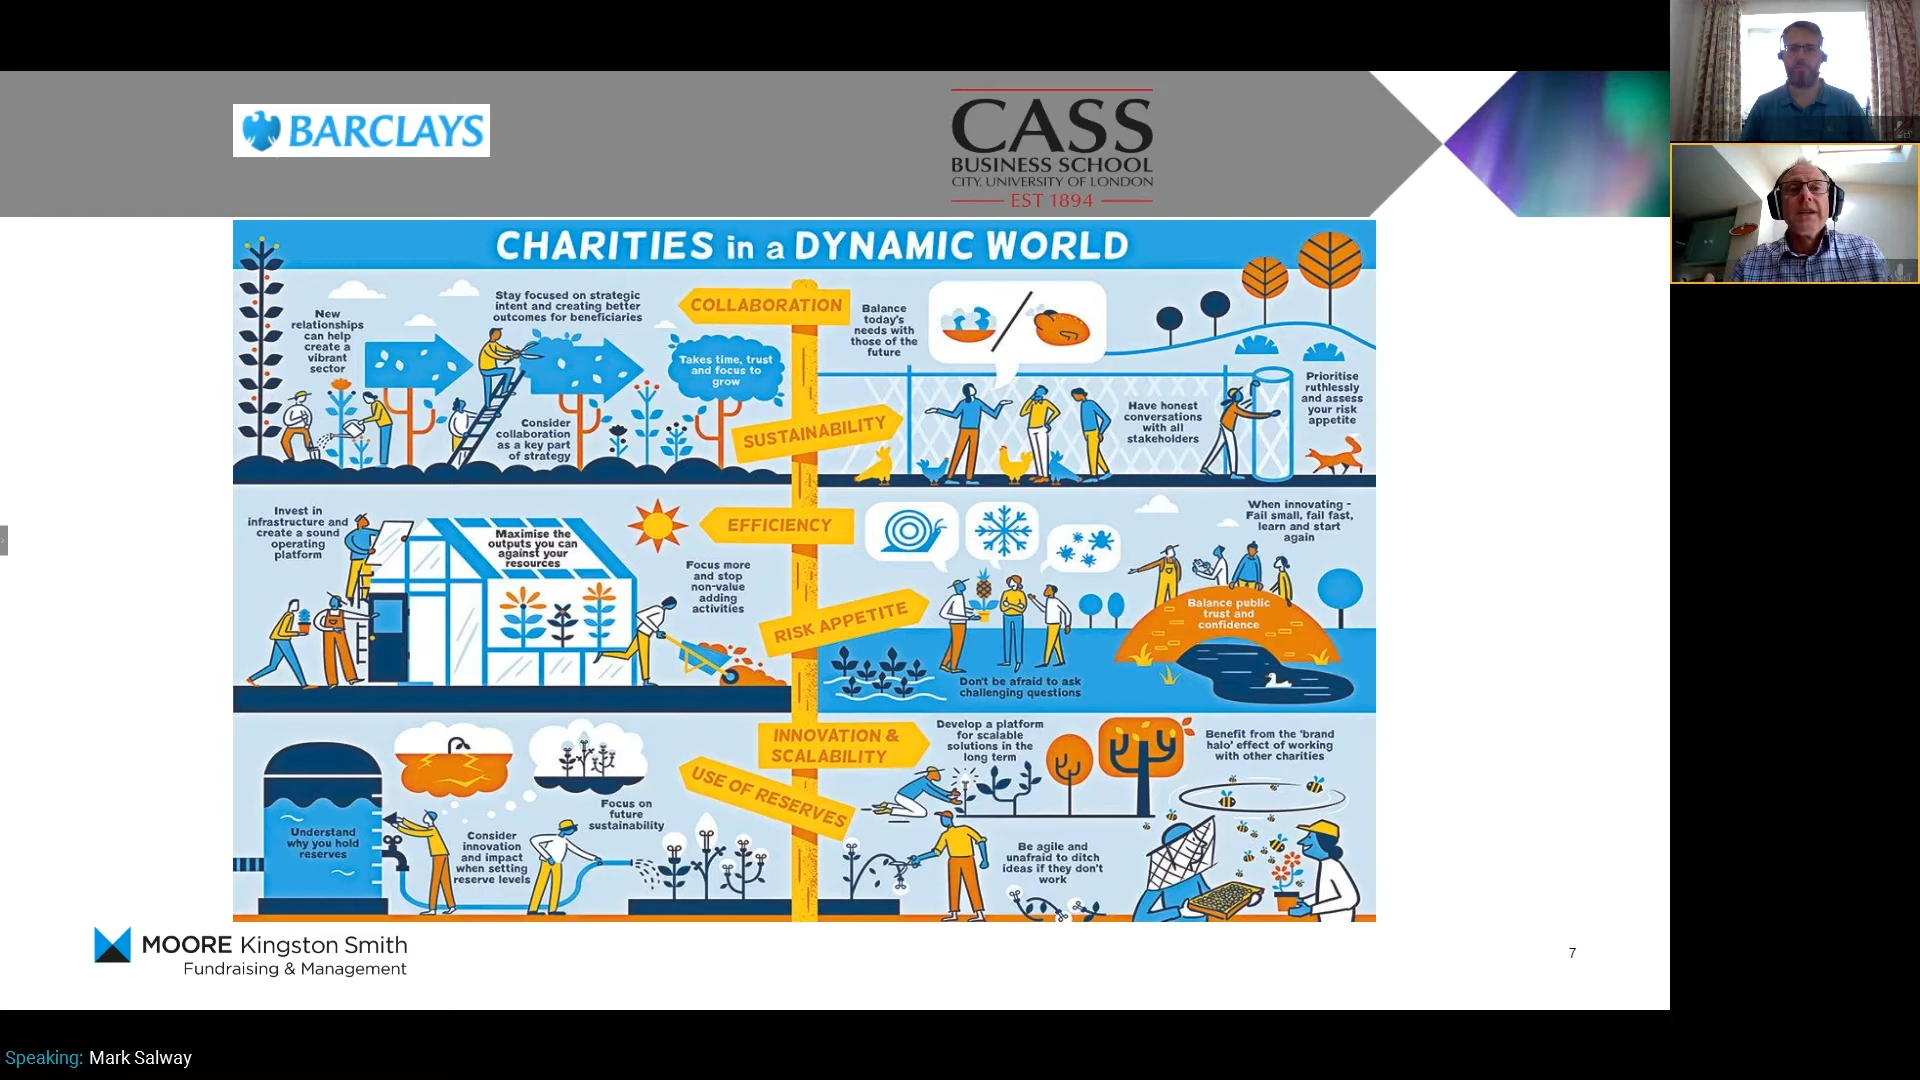 BARCLAYS
CASS
BUSINESS SCHOOL
CITY, UNIVERSITY OF LONDON
EST 1894
CHARITIES in a DYNAMIC WORLD
New
relationships
can help
create a
vibrant
sector
Stay focused on strategic
intent and creating better
outcomes for beneficiaries
Takes time, trust
and focus to
grow
Consider
collaboration
as a key part
of strategy
COLLABORATION
SUSTAINABILITY
Balance
today's
needs with
those of the
future
Have honest
conversations
with all
stakeholders
Prioritise
ruthlessly
and assess
your risk
appetite
Invest in
infrastructure and
create a sound
operating
platform
Maximise the
outputs you can
against your
resources
Focus more
and stop
non-value
adding
activities
EFFICIENCY
RISK APPETITE
When innovating -
Fail small, fail fast,
learn and start
again
Balance public
trust and
confidence
Don't be afraid to ask
challenging questions
INNOVATION &
SCALABILITY
USE OF RESERVES
Understand
why you hold
reserves
Consider
innovation
and impact
when setting
reserve levels
Focus on
future
sustainability
Develop a platform
for scalable
solutions in the
long term
Benefit from the 'brand
halo' effect of working
with other charities
Be agile and
unafraid to ditch
ideas if they don't
work
MOORE Kingston Smith
Fundraising & Management
7
Speaking: Mark Salway